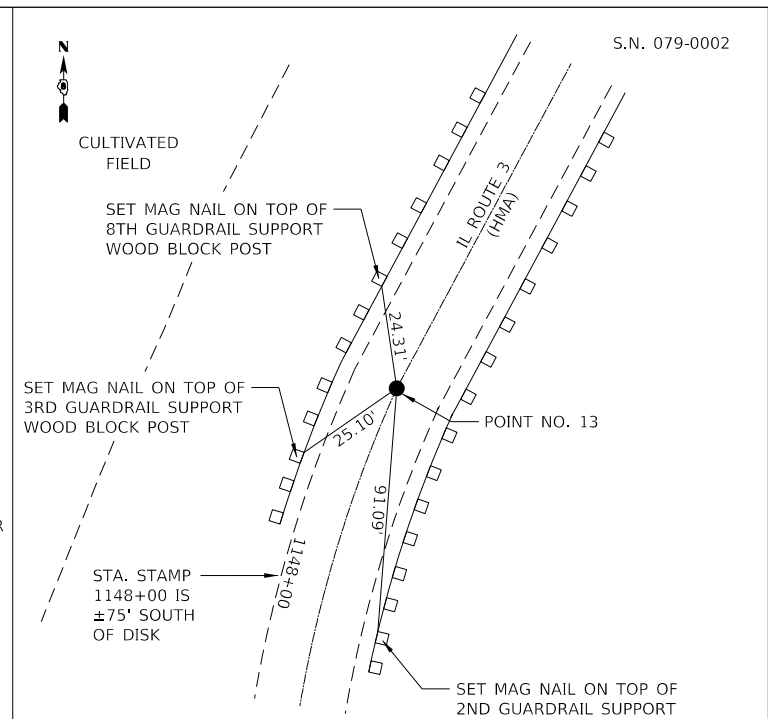 S.N. 079-0002
N
CULTIVATED
FIELD
SET MAG NAIL ON TOP OF
8TH GUARDRAIL SUPPORT
WOOD BLOCK POST
IL ROUTE 3
(HMA)
24.31'
SET MAG NAIL ON TOP OF
3RD GUARDRAIL SUPPORT
WOOD BLOCK POST
25.10'
POINT NO. 13
91.09'
R
1148+00
STA. STAMP
1148+00 IS
±75' SOUTH
OF DISK
SET MAG NAIL ON TOP OF
2ND GUARDRAIL SUPPORT